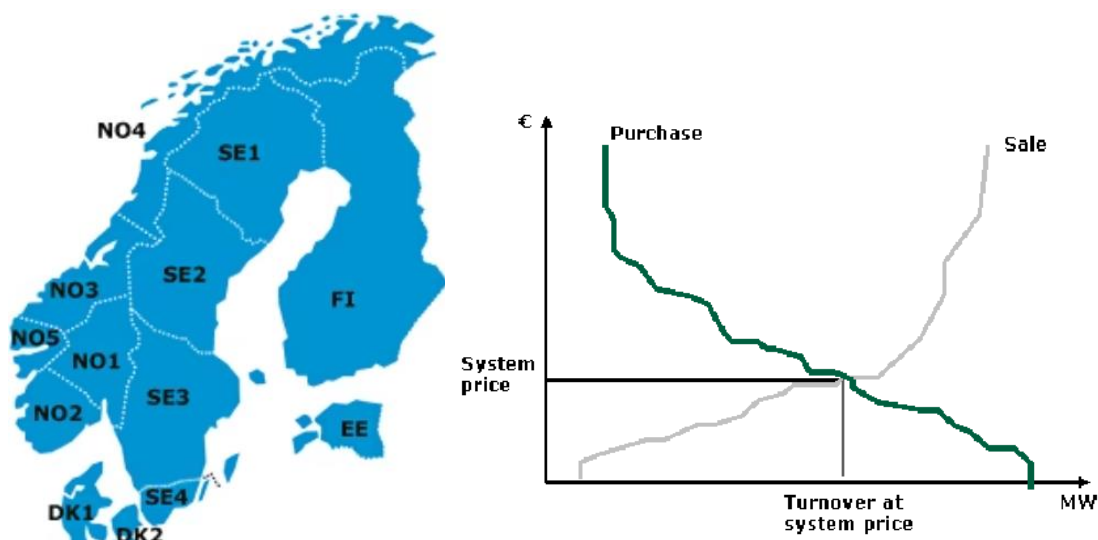 NO4
SE1
SE2
NO3
FI
NO5
NO1
SE3
NO2
EE
SE4
DK1
DK2
€
Purchase
Sale
System
price
Turnover at
system price
MW